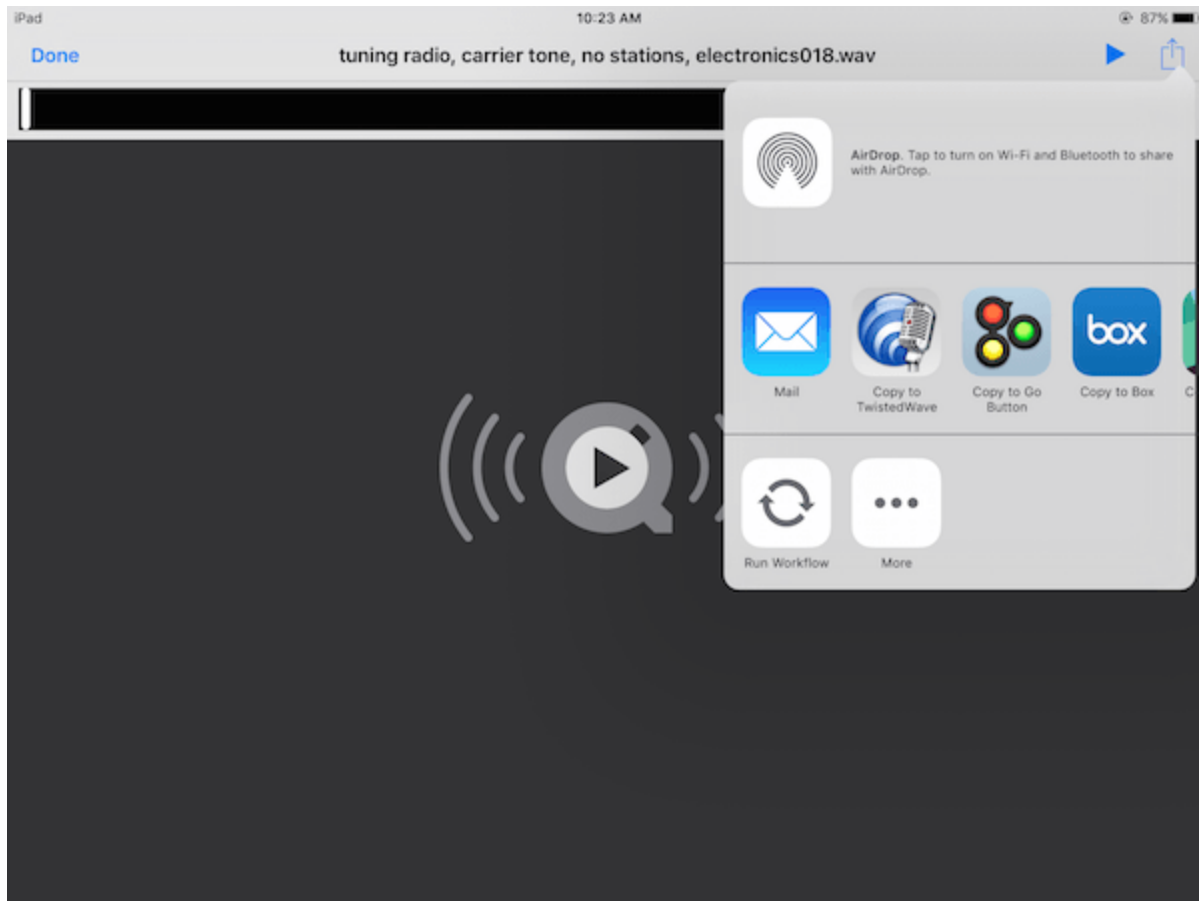 iPad
10:23 AM
87%
Done
tuning radio, carrier tone, no stations, electronics018.wav
AirDrop. Tap to turn on Wi-Fi and Bluetooth to share
with AirDrop.
box
Mail
Copy to
TwistedWave
Copy to Go
Button
Copy to Box
C
Run Workflow
More